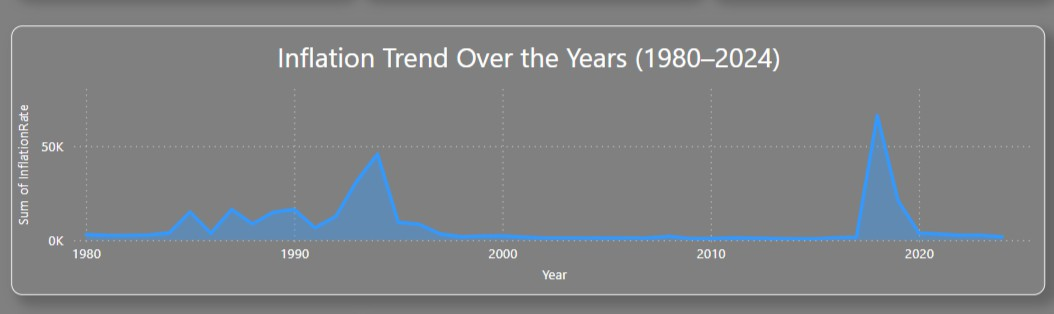 Inflation Trend Over the Years (1980–2024)
Sum of InflationRate
50K
0K
1980 1990 2000 2010 2020
Year